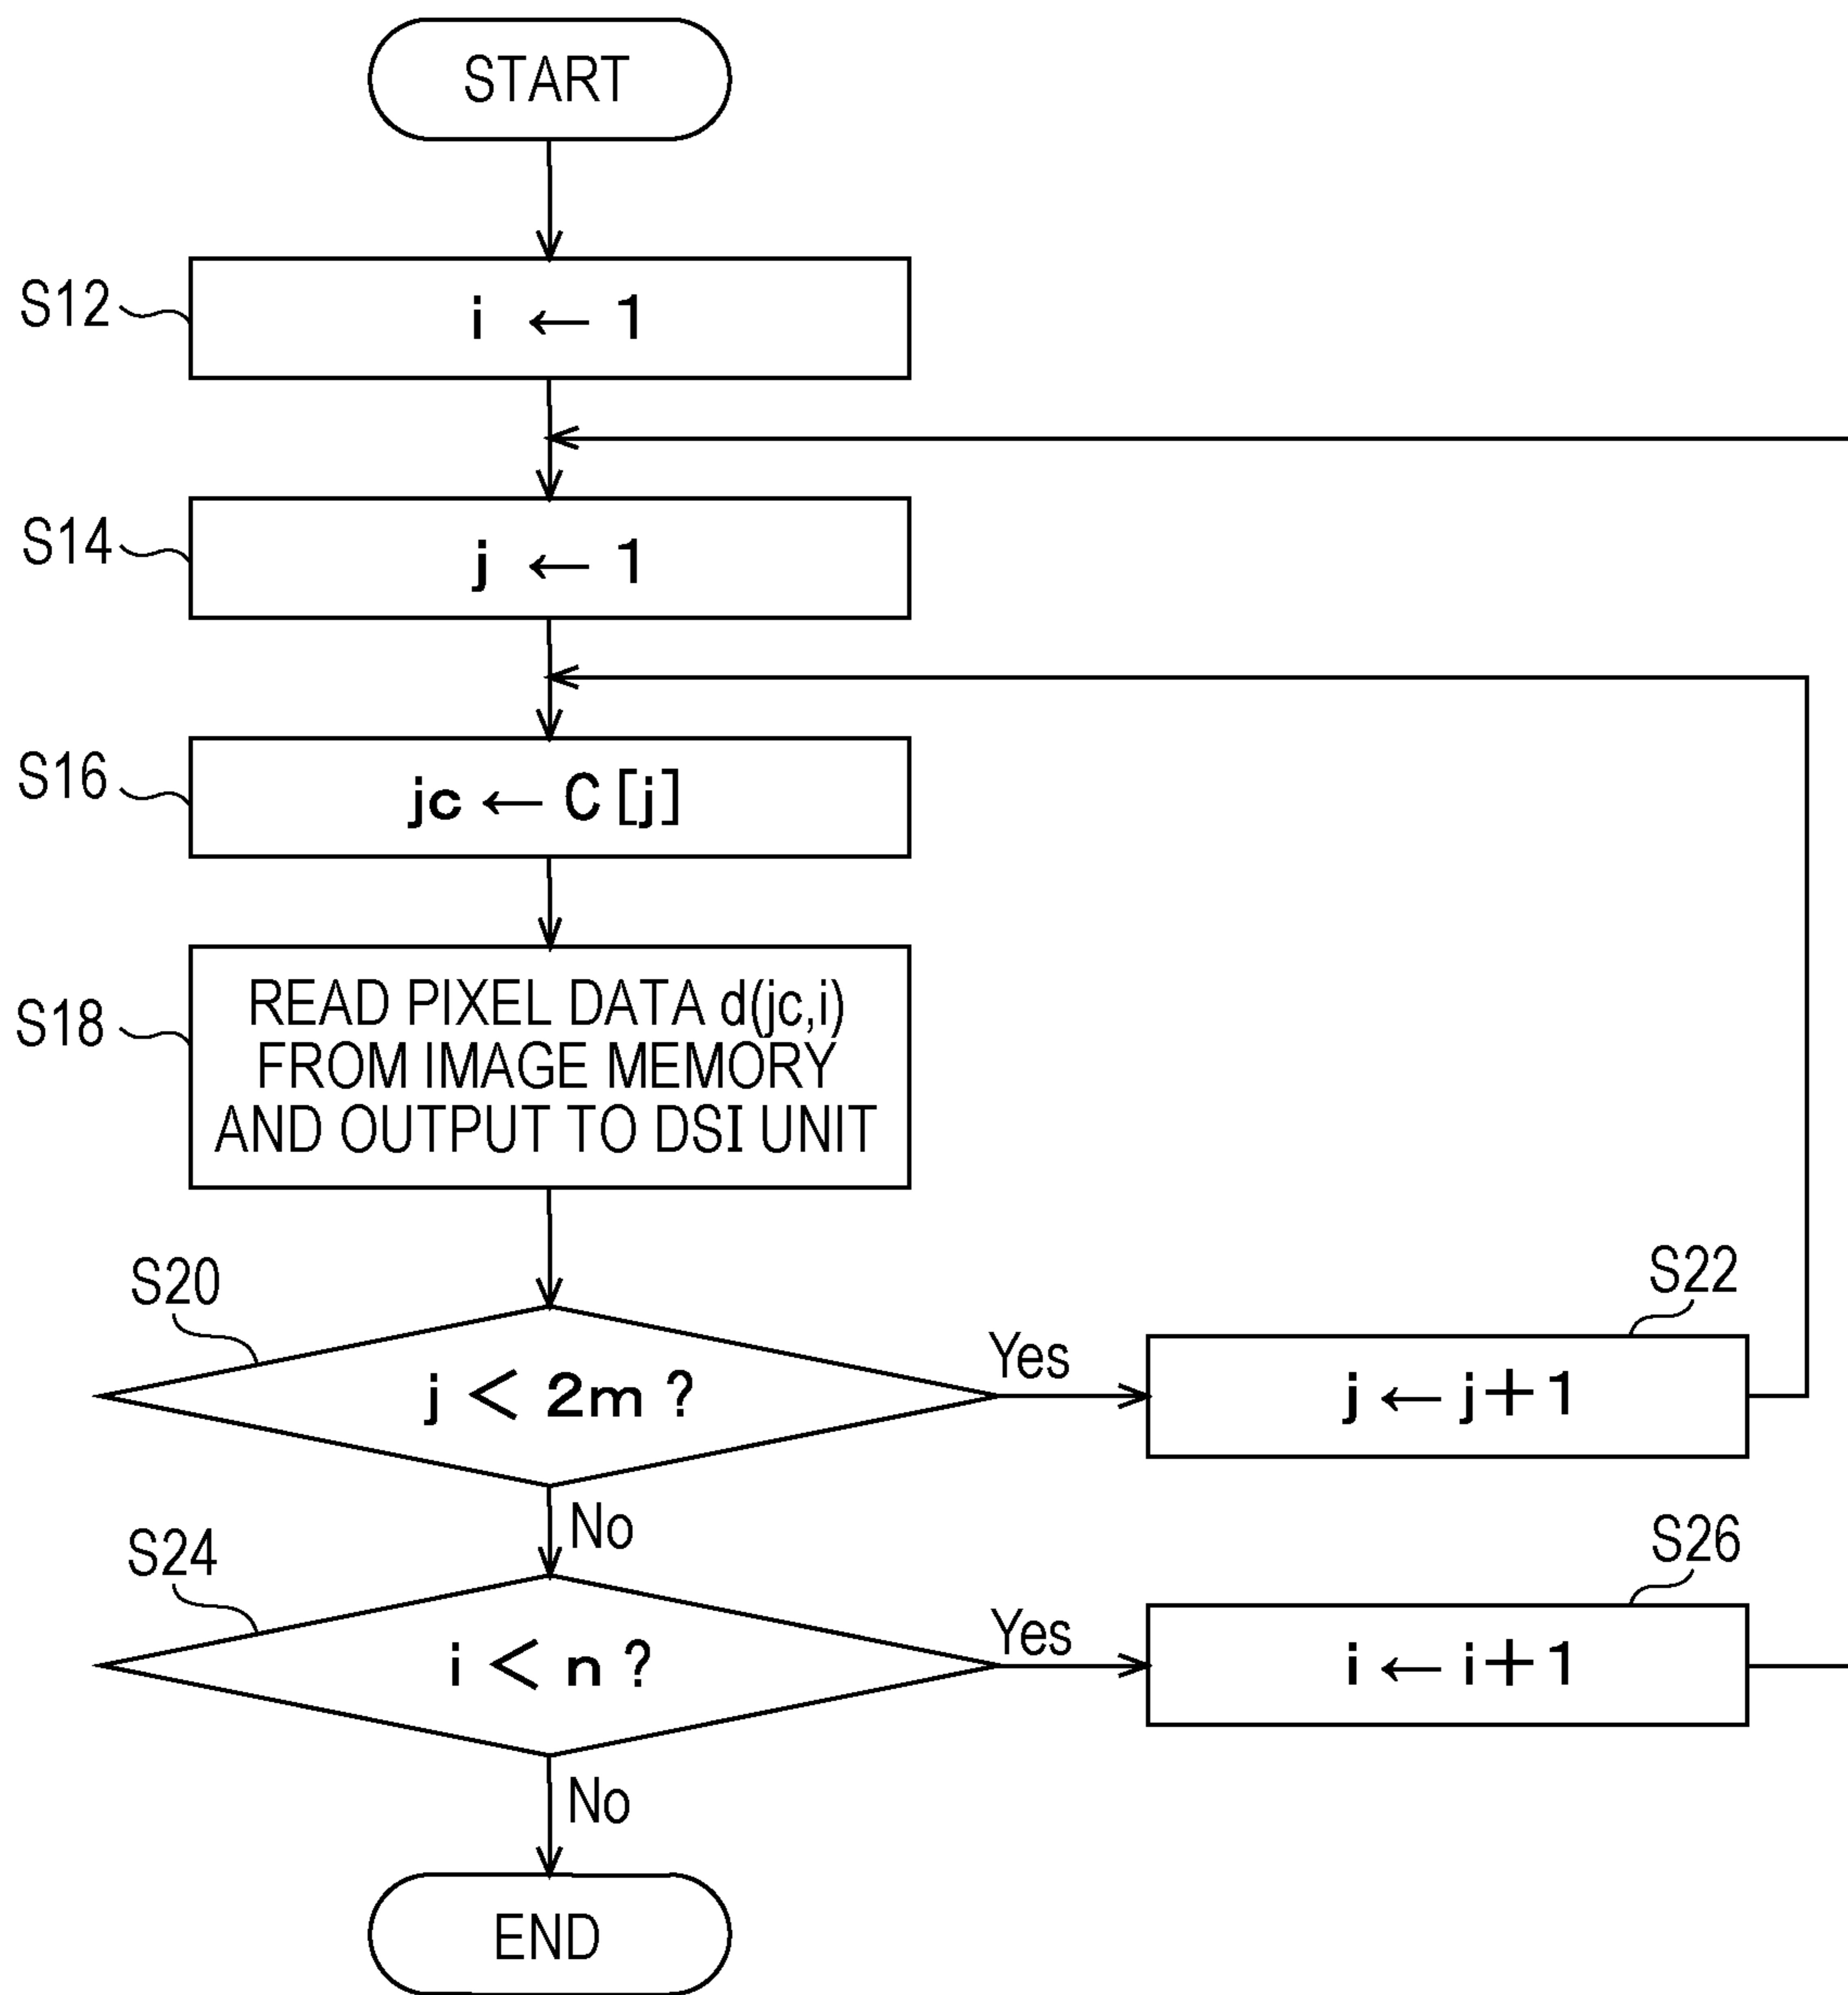 START
S12
i ← 1
S14
j ← 1
S16
jc ← C [j]
S18
READ PIXEL DATA d(jc,i)
FROM IMAGE MEMORY
AND OUTPUT TO DSI UNIT
S20
j < 2m ?
Yes
S22
j ← j+1
No
S24
i < n ?
Yes
S26
i ← i+1
No
END